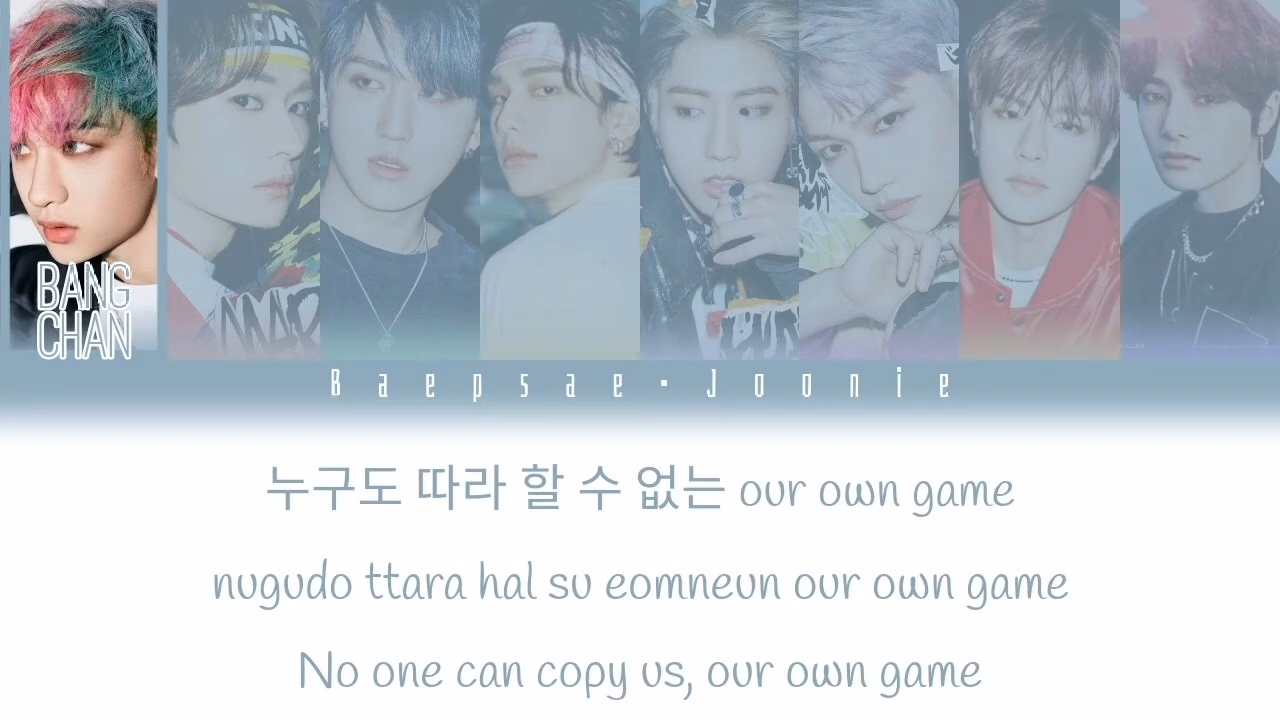 BANG
CHAN
Baepsae·Joonie
누구도 따라 할 수 없는 our own game
nugudo ttara hal su eomneun our own game
No one can copy us, our own game